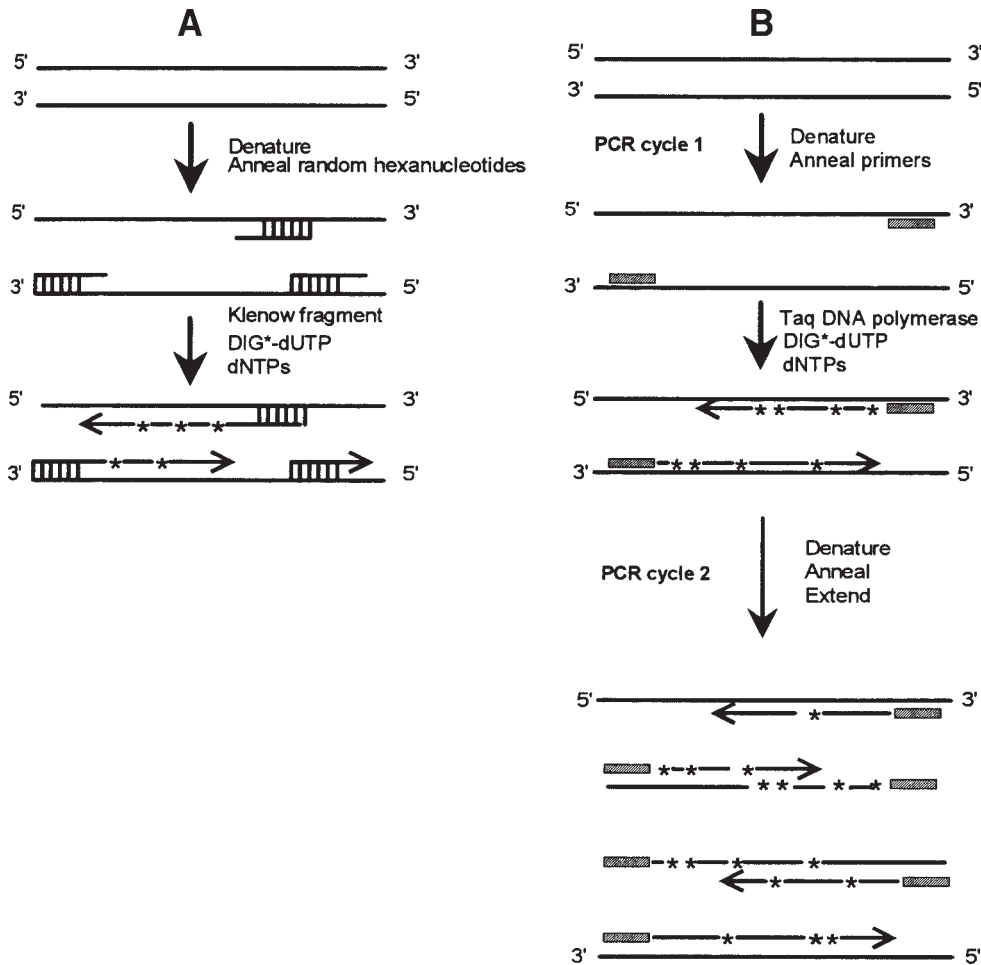 A
5' 3'
3' 5'
Denature
Anneal random hexanucleotides
5' 3'
3' 5'
Klenow fragment
DIG*-dUTP
dNTPs
5' 3'
3' 5'
B
5' 3'
3' 5'
PCR cycle 1
Denature
Anneal primers
5' 3'
3' 5'
Taq DNA polymerase
DIG*-dUTP
dNTPs
5' 3'
3' 5'
PCR cycle 2
Denature
Anneal
Extend
5' 3'
3' 5'